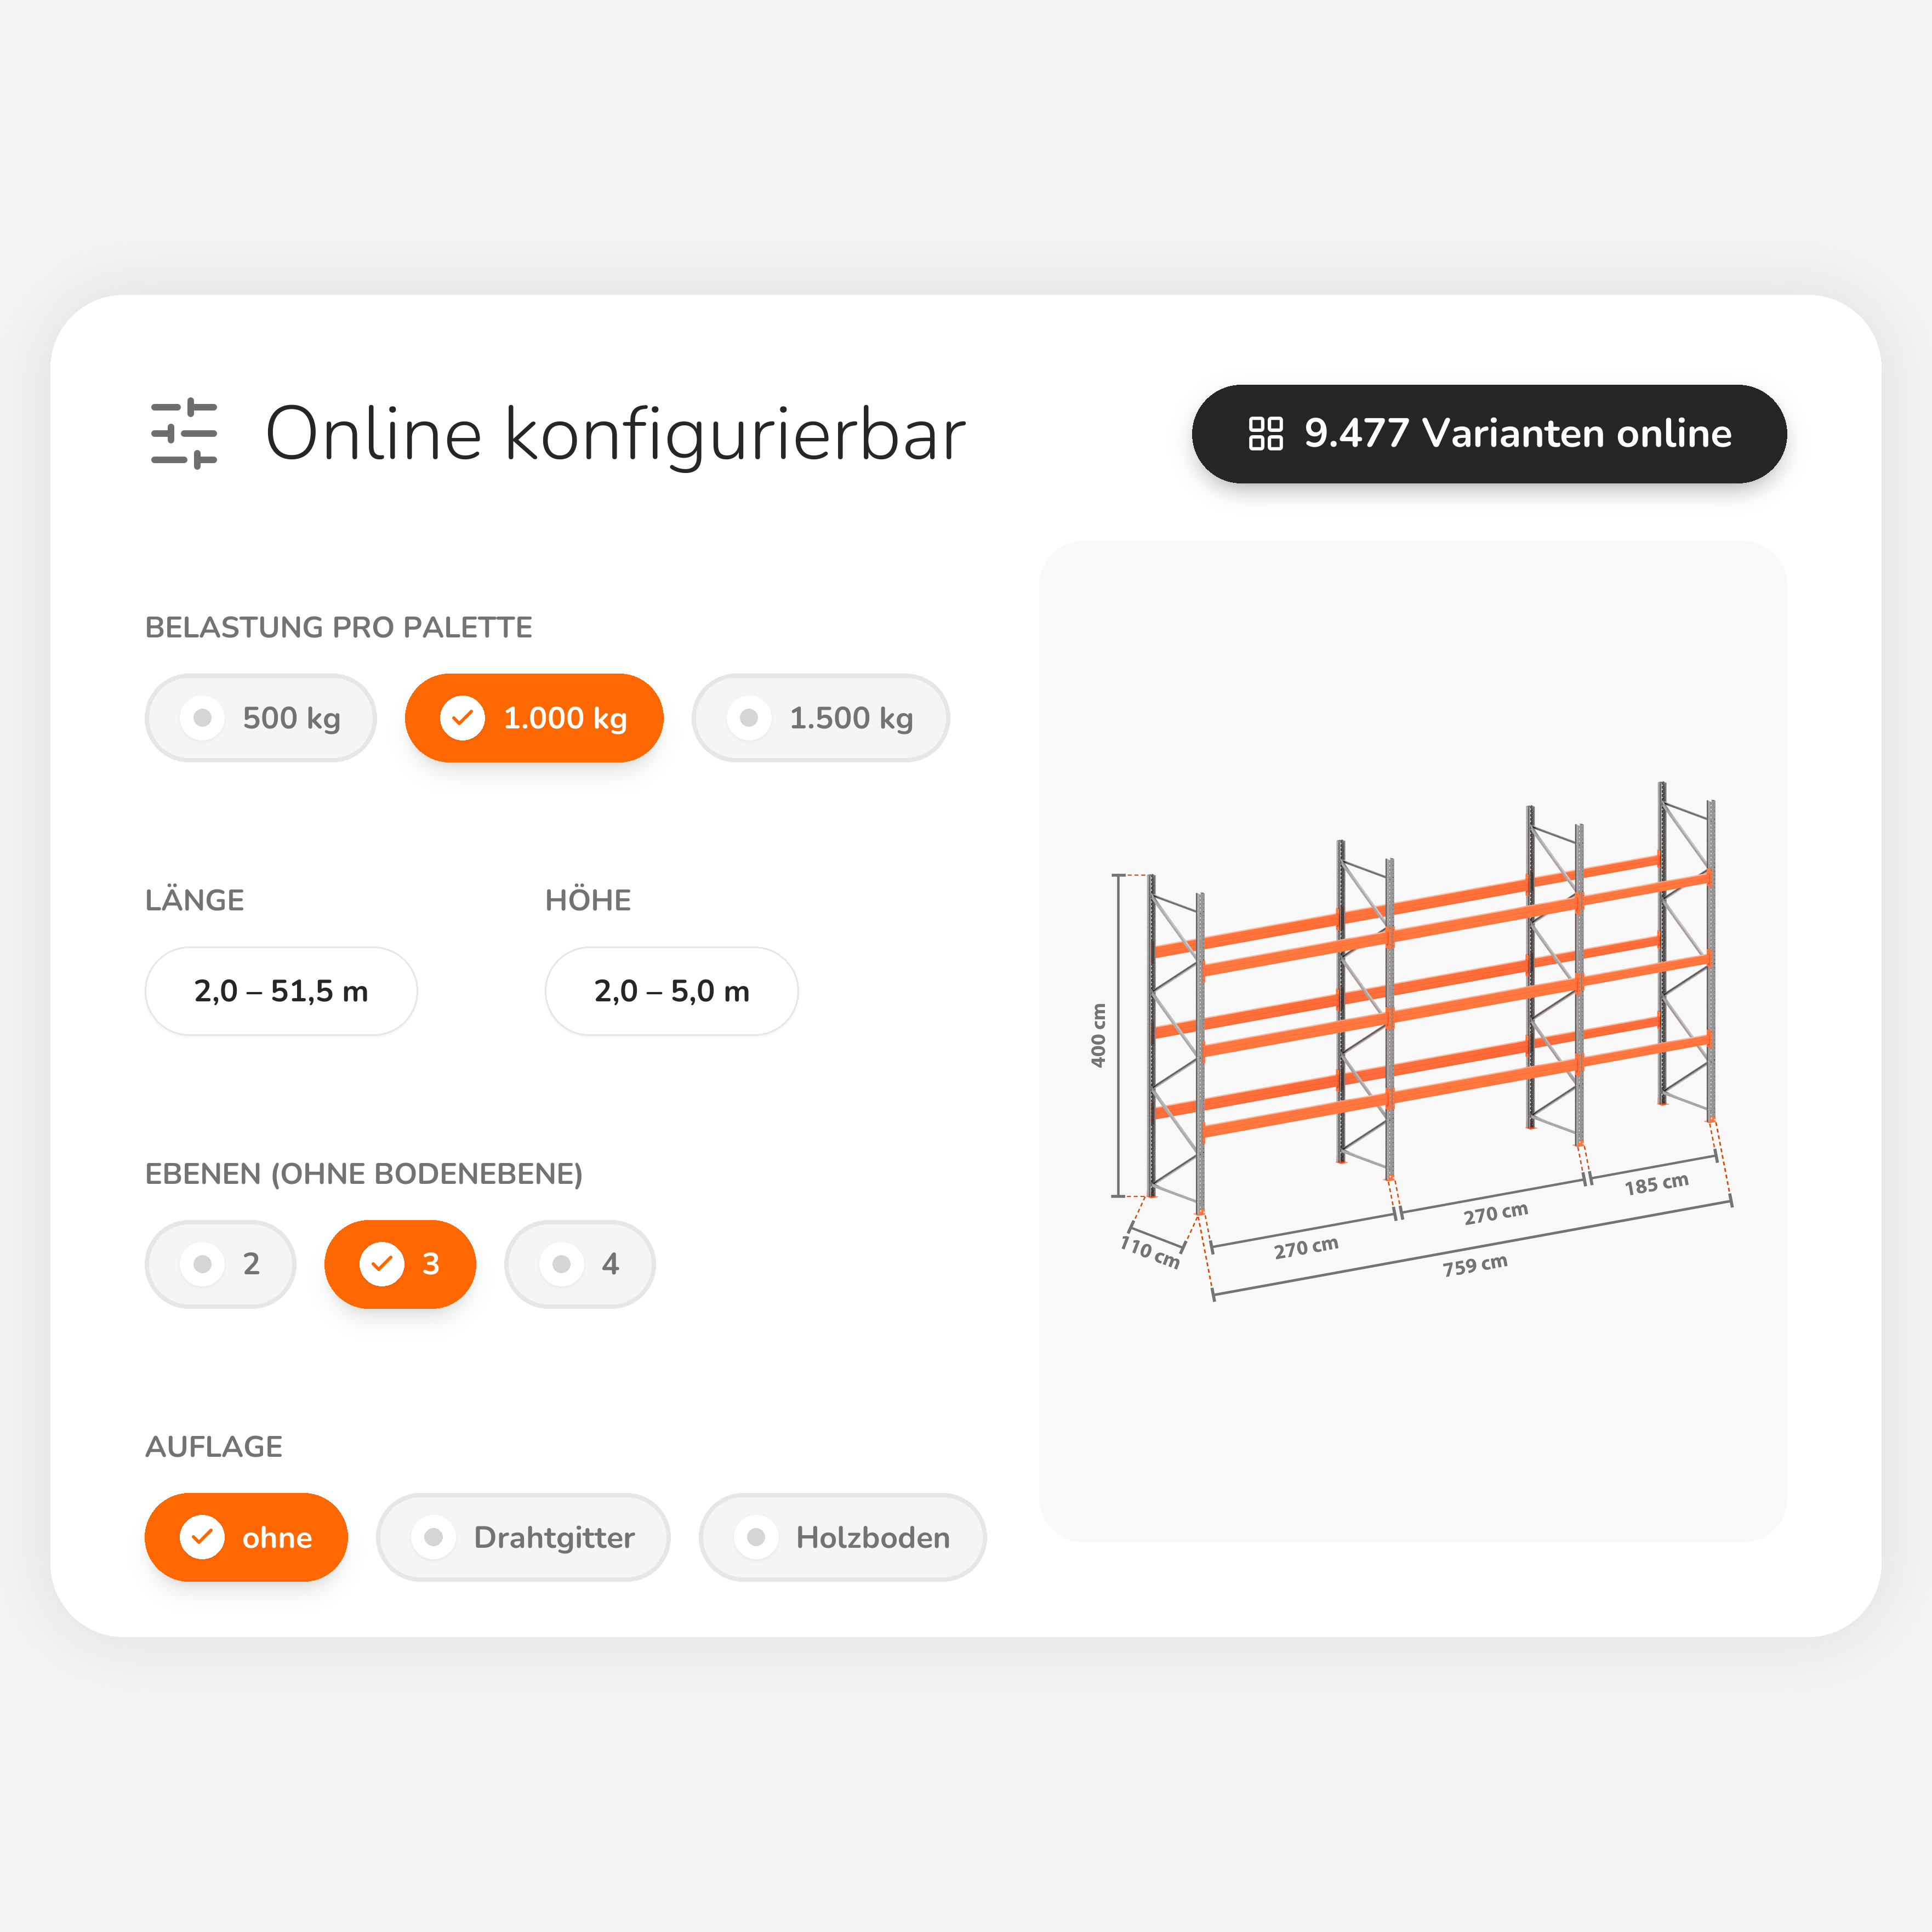 Online konfigurierbar
9.477 Varianten online
BELASTUNG PRO PALETTE
500 kg
1.000 kg
1.500 kg
LÄNGE
HÖHE
2,0 – 51,5 m
2,0 – 5,0 m
EBENEN (OHNE BODENEBENE)
2
3
4
AUFLAGE
ohne
Drahtgitter
Holzboden
400 cm
110 cm
270 cm
270 cm
185 cm
759 cm